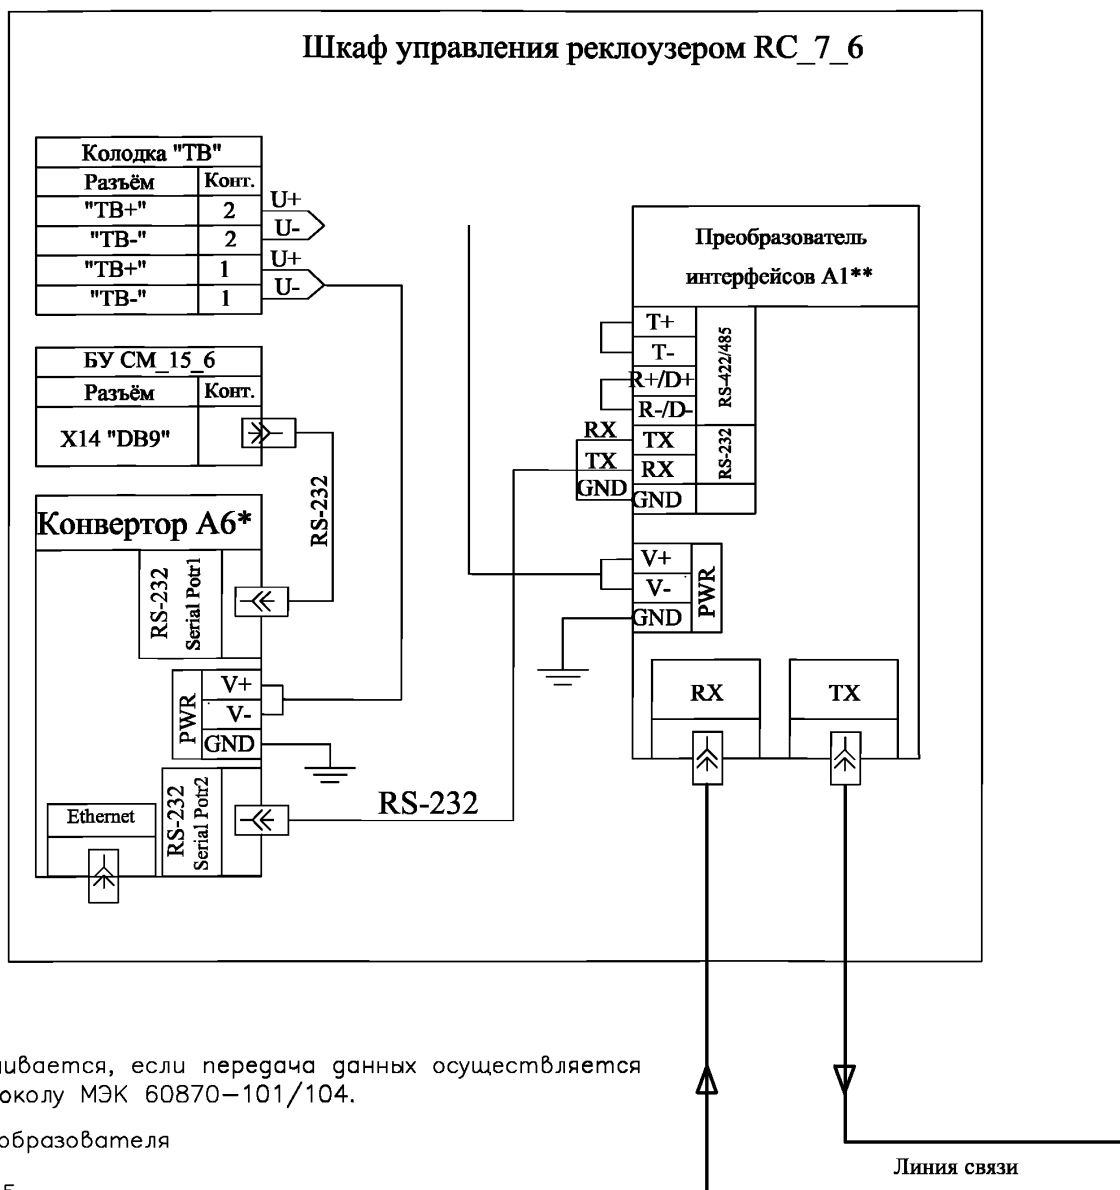 Шкаф управления реклоузером RC_7_6
Колодка "ТВ"
Разъём Конт.
"ТВ+" 2 U+
"ТВ-" 2 U-
"ТВ+" 1 U+
"ТВ-" 1 U-
БУ СМ_15_6
Разъём Конт.
X14 "DB9"
RS-232
Конвертор А6*
RS-232
Serial Potr1
PWR
V+
V-
GND
RS-232
Serial Potr2
Ethernet
RS-232
Преобразователь
интерфейсов А1**
T+
T-
R+/D+
R-/D-
RS-422/485
RX TX
TX RX
GND GND
RS-232
V+
V-
GND
PWR
RX TX
ивается, если передача данных осуществляется
околу МЭК 60870-101/104.
образователя
Линия связи